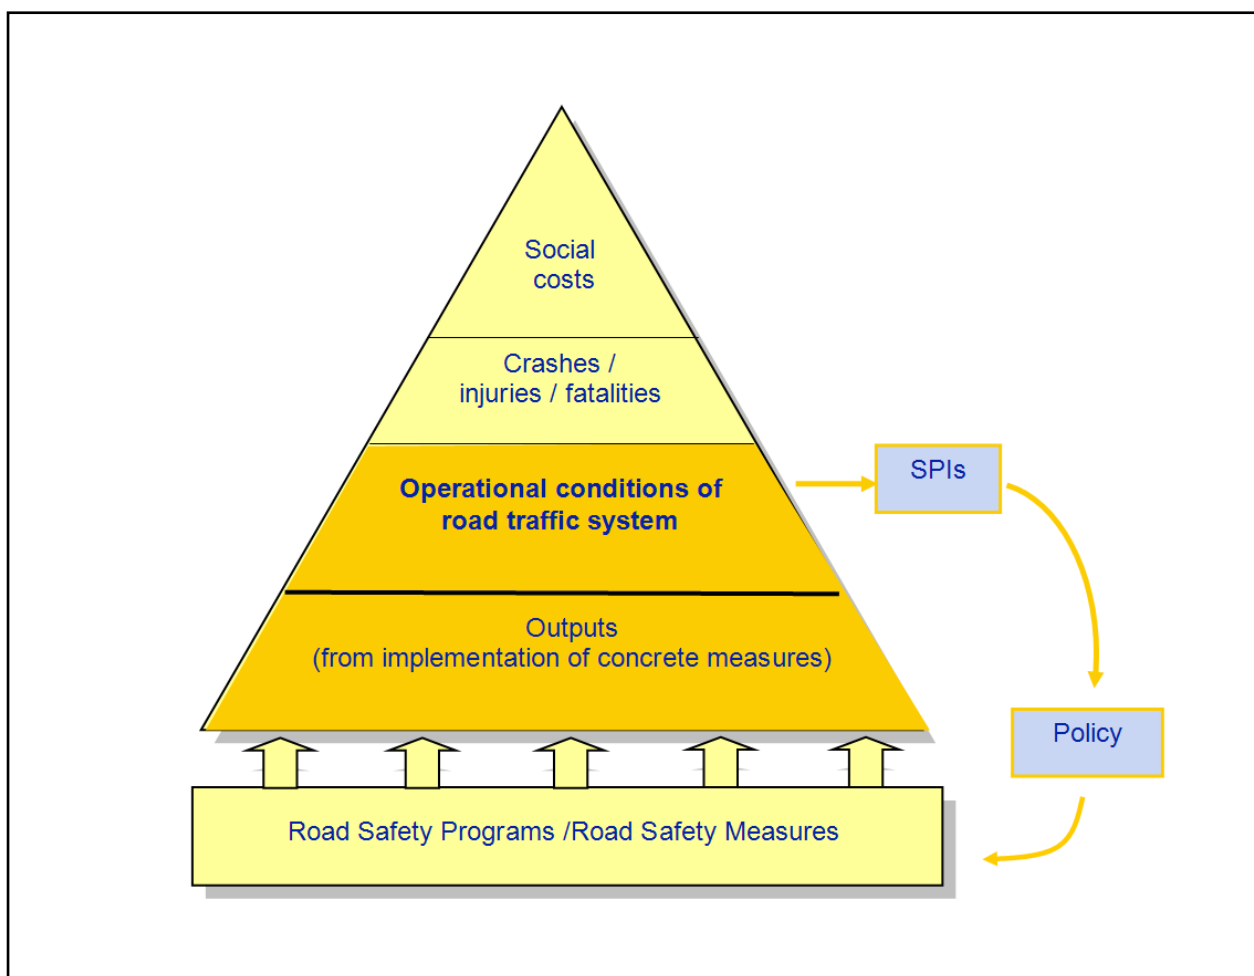 Social
costs
Crashes /
injuries / fatalities
Operational conditions of
road traffic system
SPIs
Outputs
(from implementation of concrete measures)
Policy
Road Safety Programs /Road Safety Measures